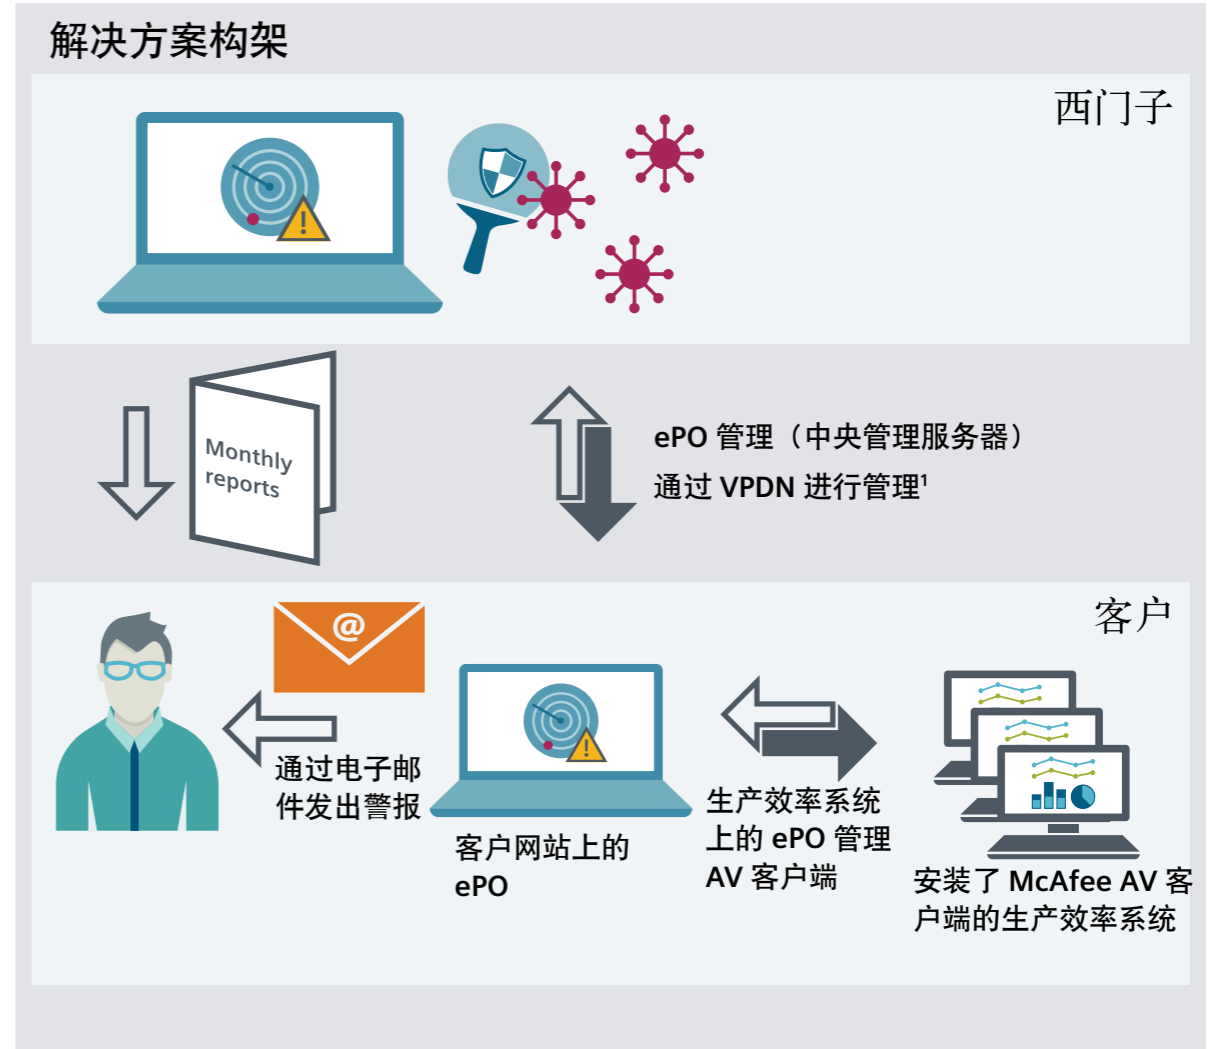 解决方案构架
西门子
Monthly
reports
ePO 管理（中央管理服务器）
通过 VPDN 进行管理¹
客户
@
通过电子邮
件发出警报
客户网站上的
ePO
生产效率系统
上的 ePO 管理
AV 客户端
安装了 McAfee AV 客
户端的生产效率系统